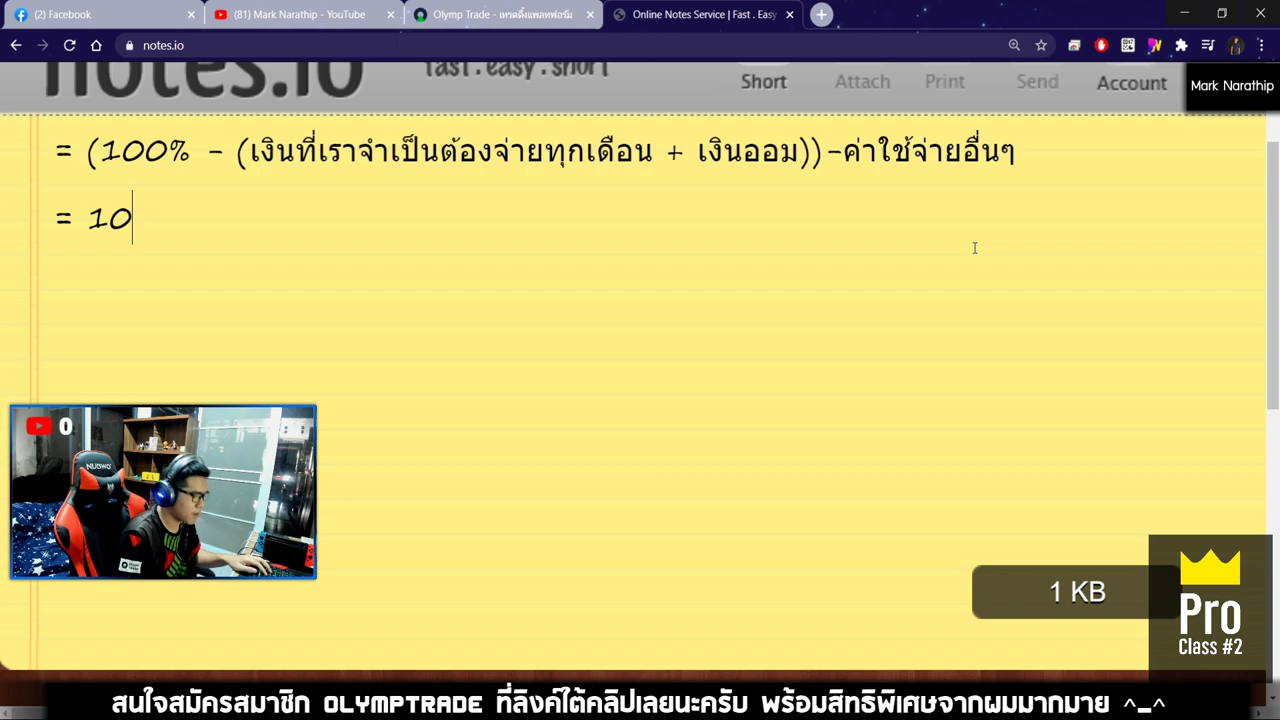 (2) Facebook
(81) Mark Narathip - YouTube
Olymp Trade - เทรดดิ้งแพลทฟอร์ม
Online Notes Service | Fast . Easy
notes.io
notes.io
fast.easy.short
Short
Attach
Print
Send
Account
Mark Narathip
= (100% - (เงินที่เราจำเป็นต้องจ่ายทุกเดือน + เงินออม))-ค่าใช้จ่ายอื่นๆ
= 10
0
NUBWO
1 KB
Pro
Class #2
สนใจสมัครสมาชิก OLYMPTRADE ที่ลิงค์ใต้คลิปเลยนะครับ พร้อมสิทธิพิเศษจากผมมากมาย ^_^